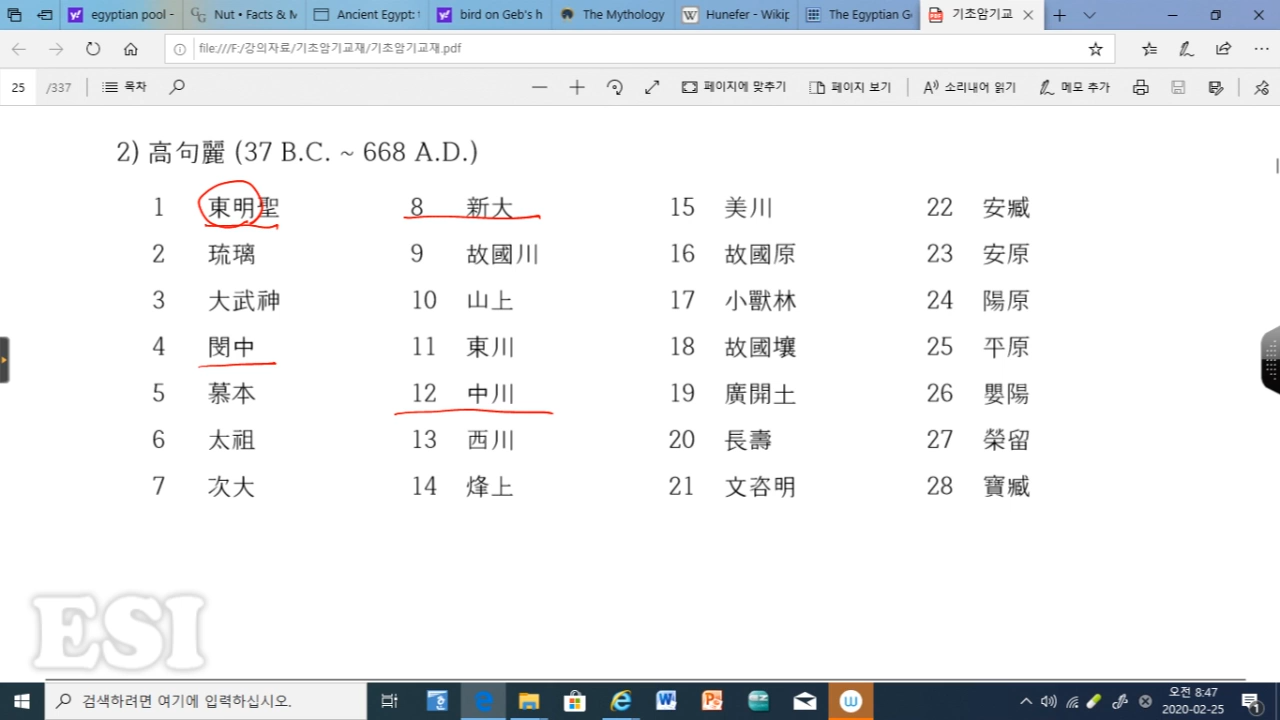 egyptian pool -
Nut • Facts & M
Ancient Egypt: t
bird on Geb's h
The Mythology
Hunefer - Wikip
The Egyptian G
기초암기교
file:///F:/강의자료/기초암기교재/기초암기교재.pdf
25 /337 목차 페이지에 맞추기 페이지 보기 소리내어 읽기 메모 추가
2) 高句麗 (37 B.C. ~ 668 A.D.)
1 東明聖 8 新大 15 美川 22 安臧
2 琉璃 9 故國川 16 故國原 23 安原
3 大武神 10 山上 17 小獸林 24 陽原
4 閔中 11 東川 18 故國壤 25 平原
5 慕本 12 中川 19 廣開土 26 嬰陽
6 太祖 13 西川 20 長壽 27 榮留
7 次大 14 烽上 21 文咨明 28 寶臧
ESI
검색하려면 여기에 입력하십시오.
오전 8:47
2020-02-25